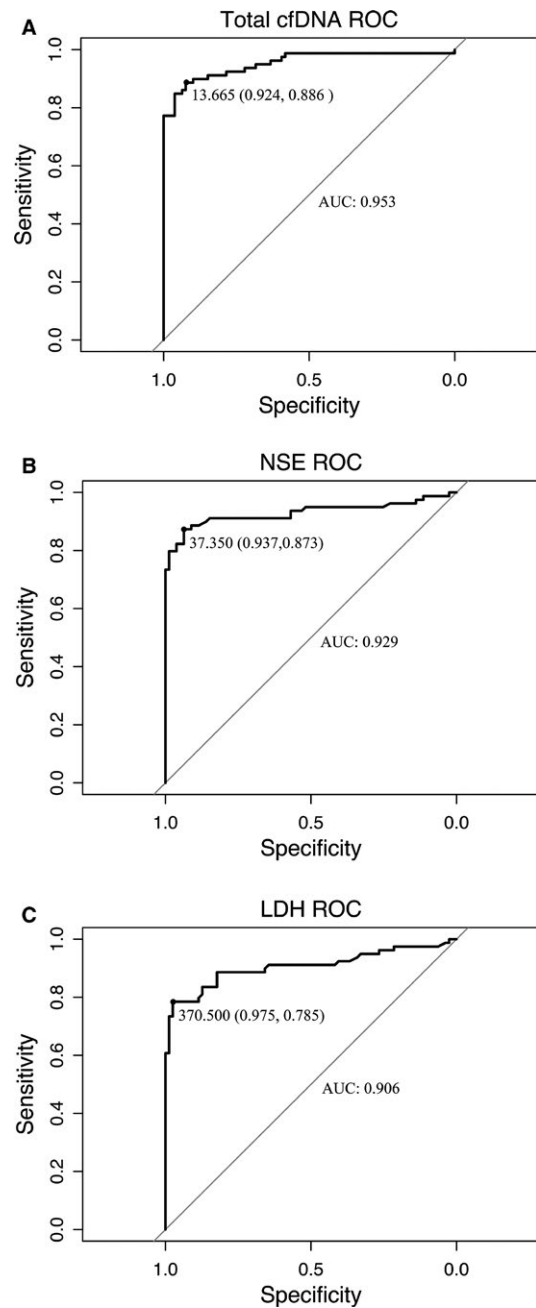 A
Total cfDNA ROC
Sensitivity
1.0
0.8
0.6
0.4
0.2
0.0
13.665 (0.924, 0.886 )
AUC: 0.953
1.0 0.5 0.0
Specificity
B
NSE ROC
Sensitivity
1.0
0.8
0.6
0.4
0.2
0.0
37.350 (0.937,0.873)
AUC: 0.929
1.0 0.5 0.0
Specificity
C
LDH ROC
Sensitivity
1.0
0.8
0.6
0.4
0.2
0.0
370.500 (0.975, 0.785)
AUC: 0.906
1.0 0.5 0.0
Specificity